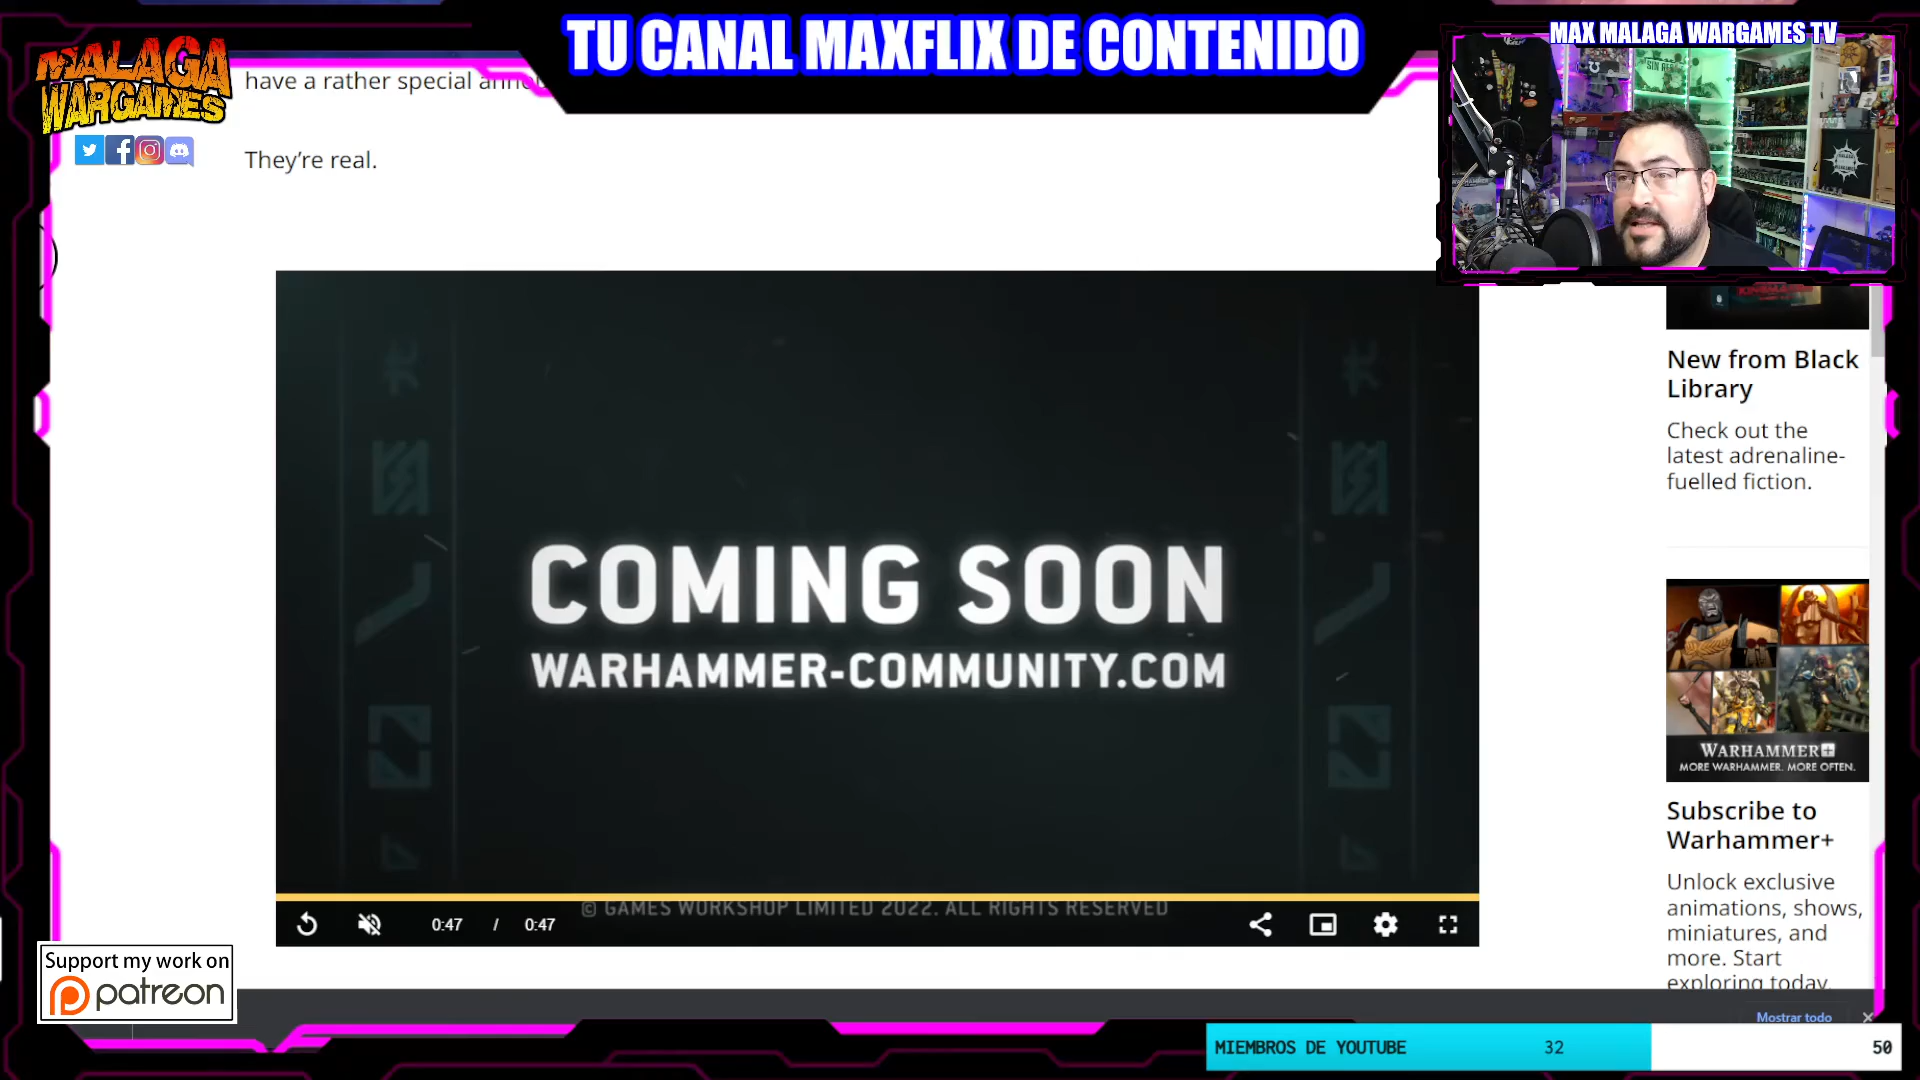 TU CANAL MAXFLIX DE CONTENIDO
MAX MALAGA WARGAMES TV
MALAGA
WARGAMES
have a rather special
They’re real.
SIN
COMING SOON
WARHAMMER-COMMUNITY.COM
0:47 / 0:47
© GAMES WORKSHOP LIMITED 2022. ALL RIGHTS RESERVED
New from Black
Library
Check out the
latest adrenaline-
fuelled fiction.
WARHAMMER+
MORE WARHAMMER. MORE OFTEN.
Subscribe to
Warhammer+
Unlock exclusive
animations, shows,
miniatures, and
more. Start
exploring today.
Support my work on
patreon
Mostrar todo
MIEMBROS DE YOUTUBE 32 50